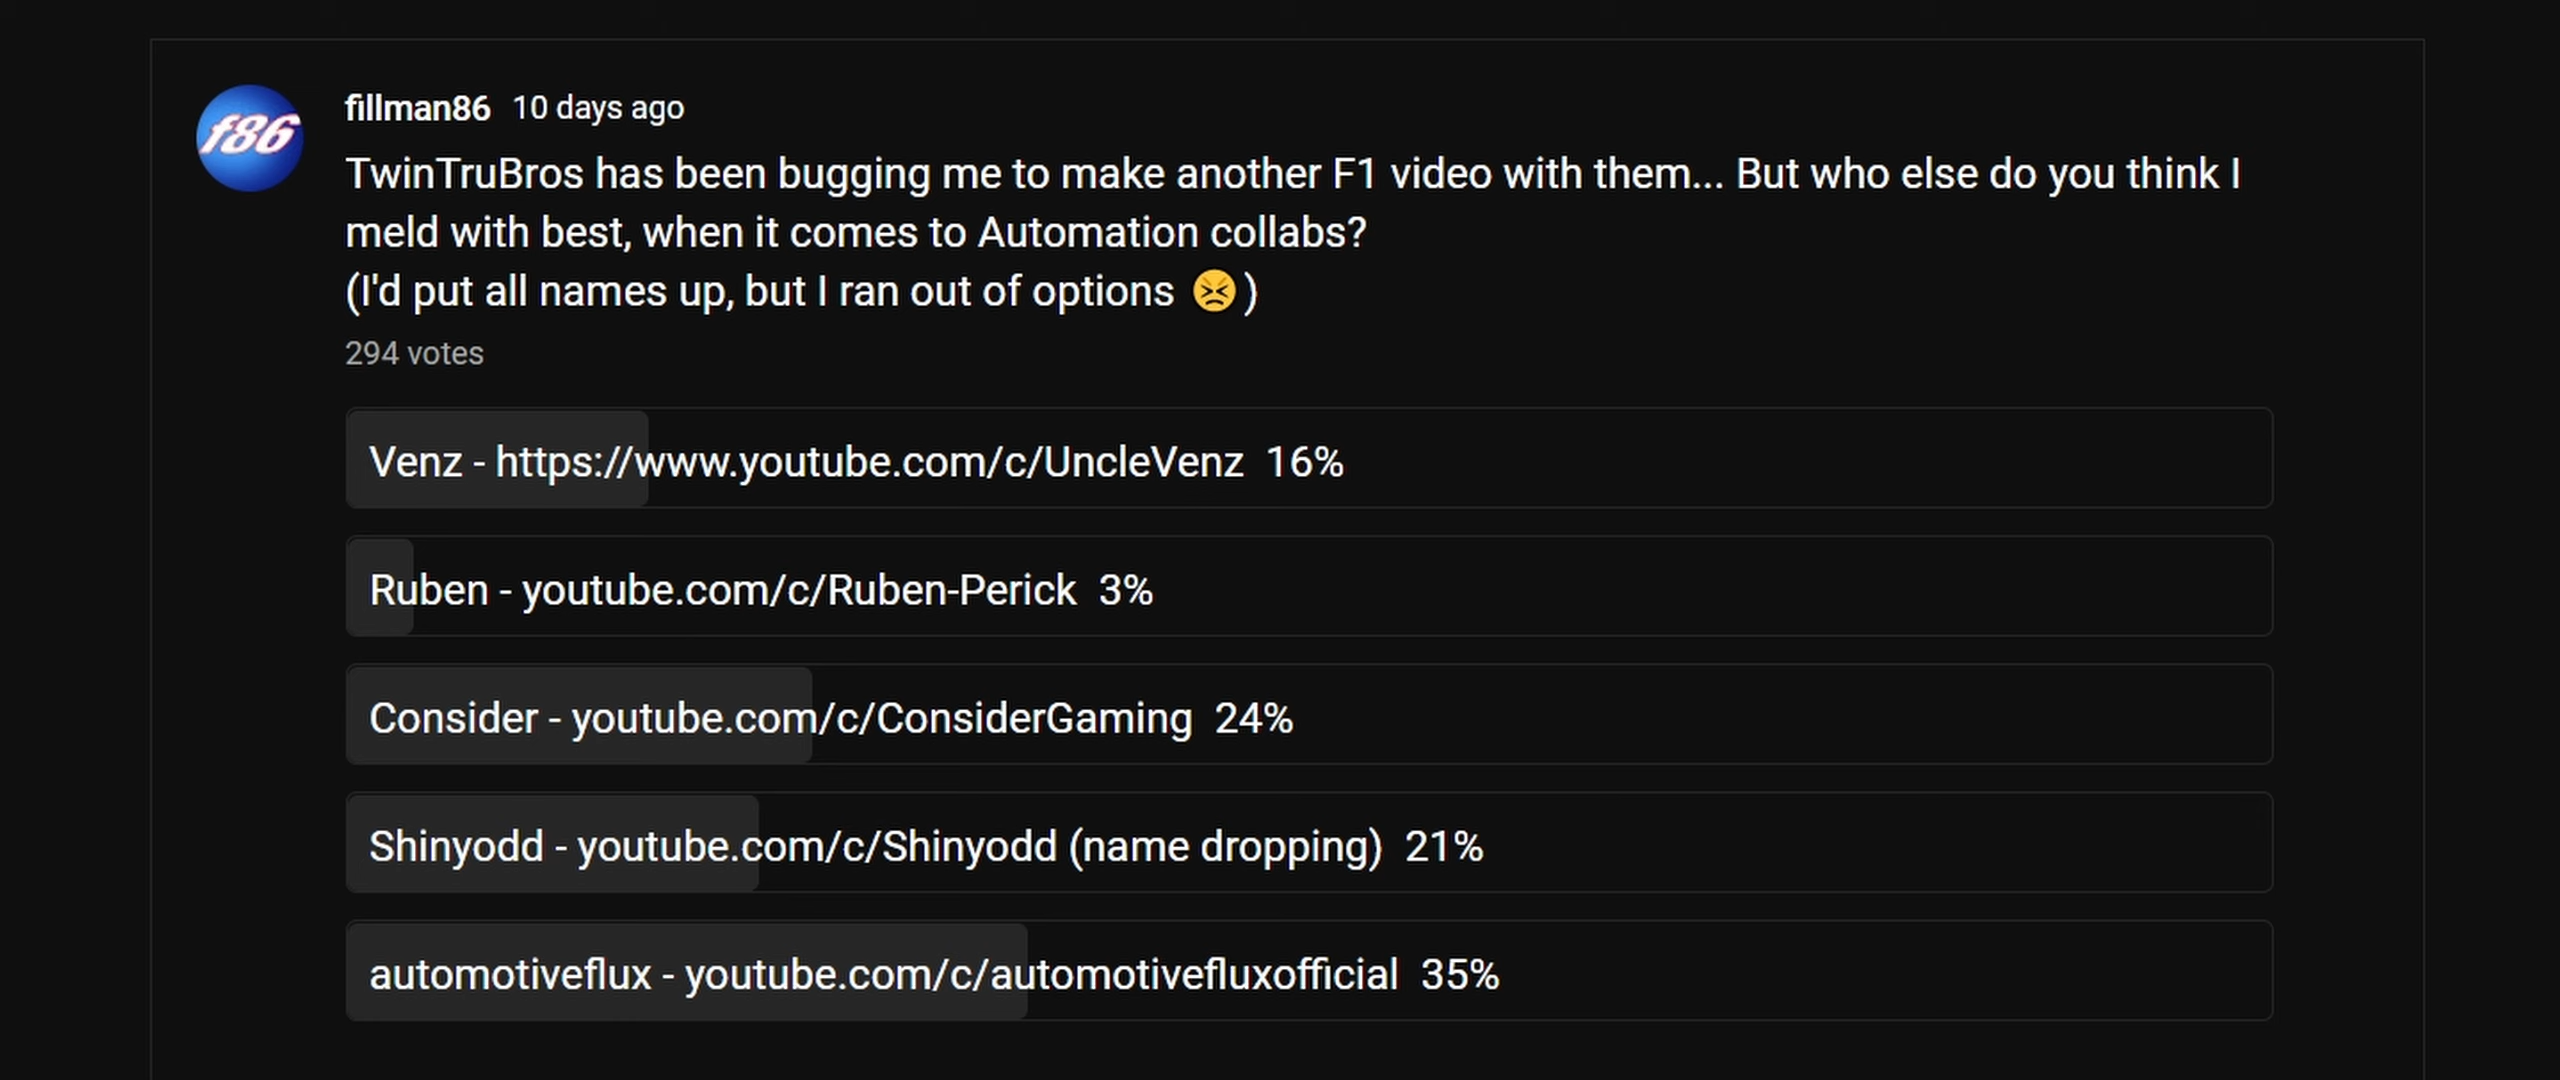 f86
fillman86 10 days ago
TwinTruBros has been bugging me to make another F1 video with them... But who else do you think I
meld with best, when it comes to Automation collabs?
(I'd put all names up, but I ran out of options 😣)
294 votes
Venz - https://www.youtube.com/c/UncleVenz 16%
Ruben - youtube.com/c/Ruben-Perick 3%
Consider - youtube.com/c/ConsiderGaming 24%
Shinyodd - youtube.com/c/Shinyodd (name dropping) 21%
automotiveflux - youtube.com/c/automotivefluxofficial 35%